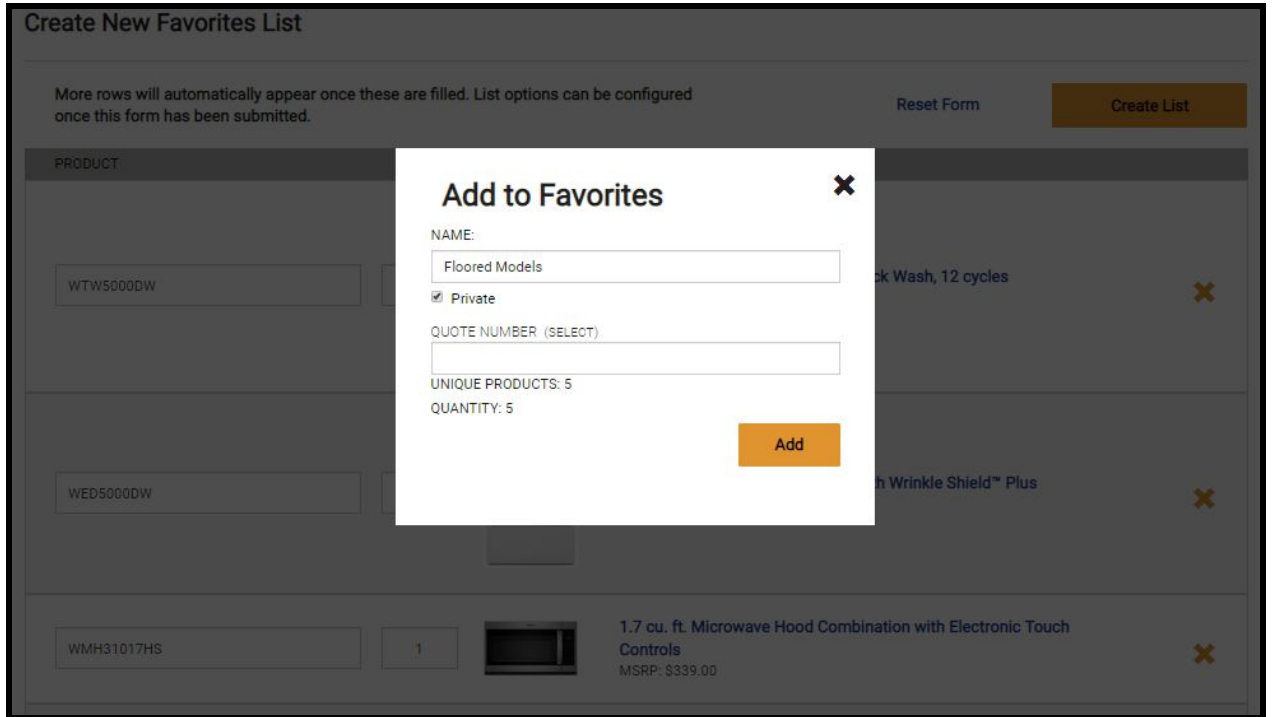 Create New Favorites List
More rows will automatically appear once these are filled. List options can be configured
once this form has been submitted.
Reset Form
Create List
PRODUCT
Add to Favorites
NAME:
Floored Models
Private
QUOTE NUMBER (SELECT)
UNIQUE PRODUCTS: 5
QUANTITY: 5
Add
WTW5000DW
Wash, 12 cycles
WED5000DW
Wrinkle Shield™ Plus
WMH31017HS
1
1.7 cu. ft. Microwave Hood Combination with Electronic Touch
Controls
MSRP: $339.00